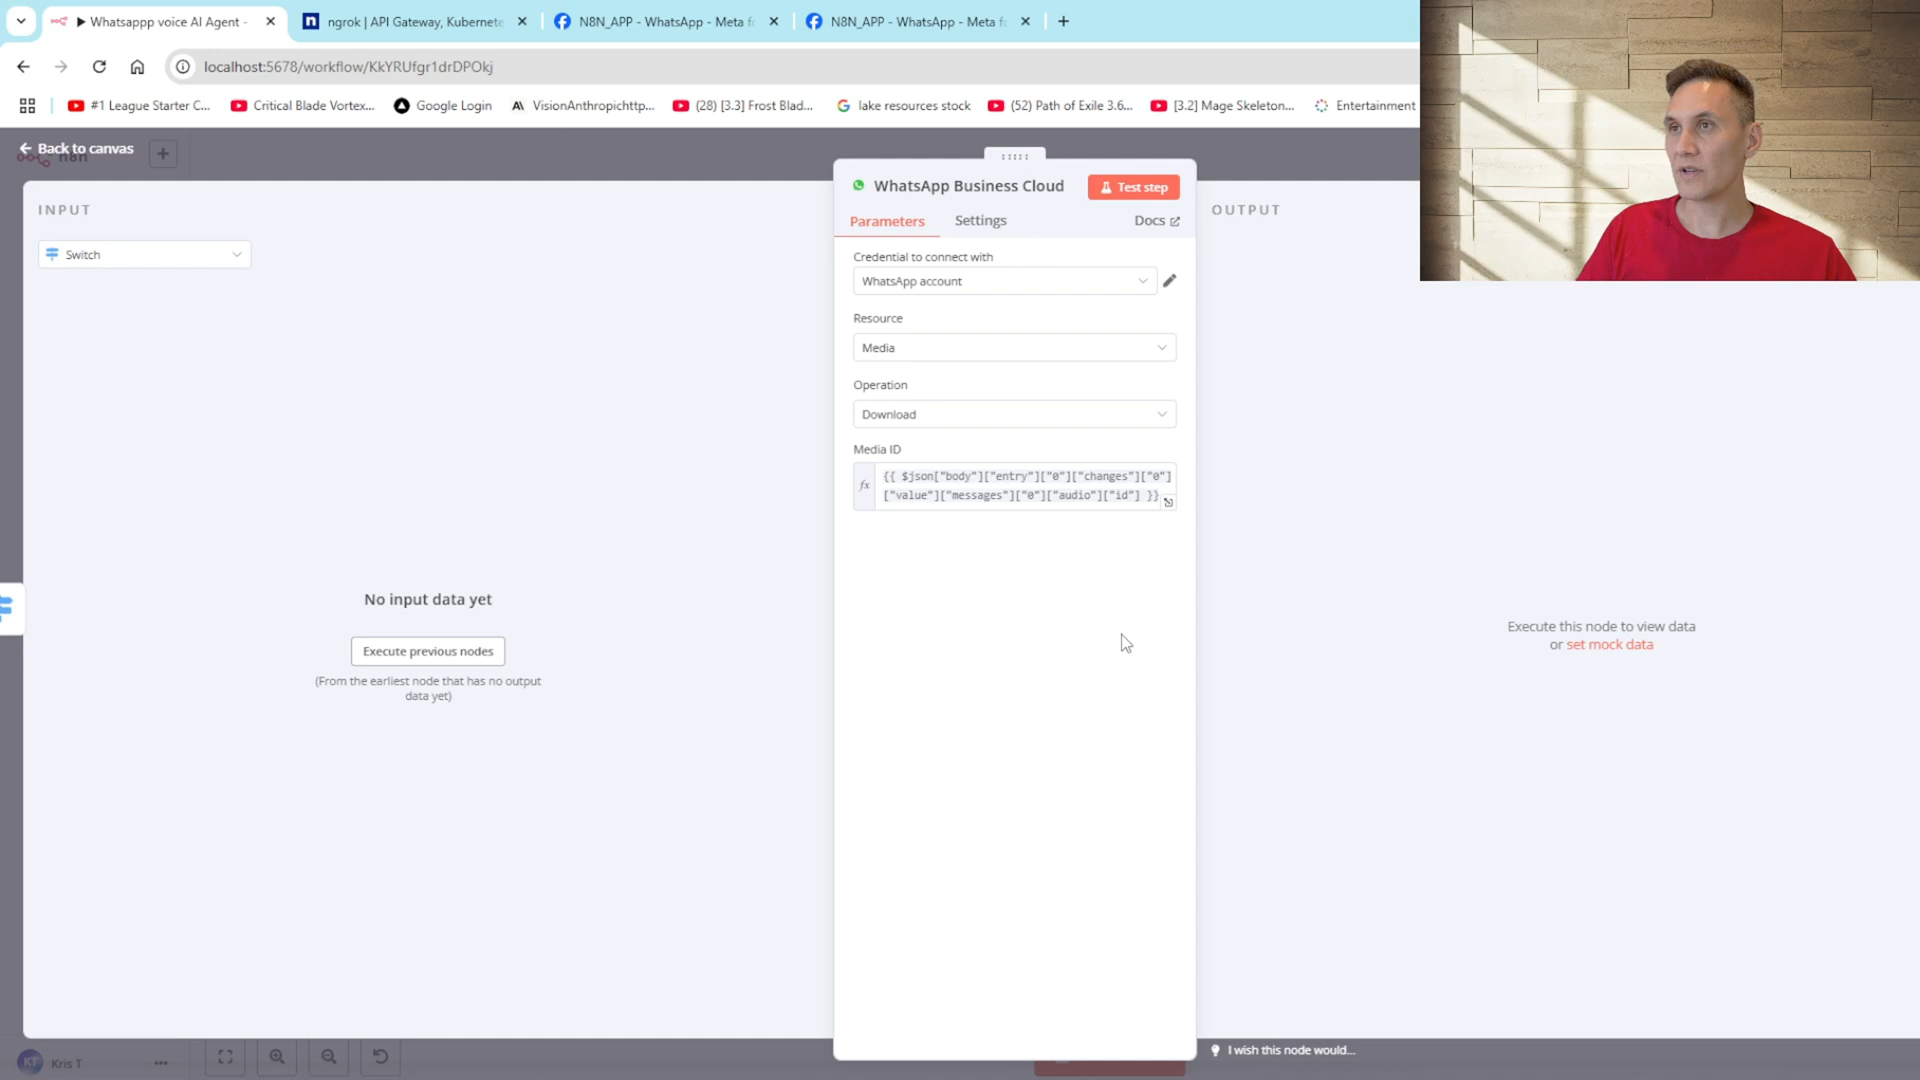 ▶ Whatsappp voice AI Agent -
ngrok | API Gateway, Kubernete
N8N_APP - WhatsApp - Meta fo
N8N_APP - WhatsApp - Meta fo
localhost:5678/workflow/KkYRUfgr1drDPOkj
#1 League Starter C...
Critical Blade Vortex...
Google Login
VisionAnthropichttp...
(28) [3.3] Frost Blad...
lake resources stock
(52) Path of Exile 3.6...
[3.2] Mage Skeleton...
Entertainment
Back to canvas
n8n
INPUT
Switch
No input data yet
Execute previous nodes
(From the earliest node that has no output
data yet)
WhatsApp Business Cloud
Test step
Parameters
Settings
Docs
Credential to connect with
WhatsApp account
Resource
Media
Operation
Download
Media ID
fx
{{ $json["body"]["entry"]["0"]["changes"]["0"]
["value"]["messages"]["0"]["audio"]["id"] }}
OUTPUT
Execute this node to view data
or set mock data
I wish this node would...
KT
Kris T